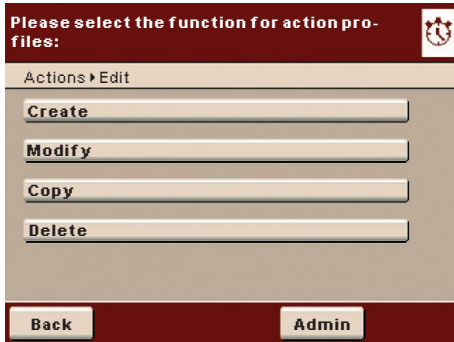 Please select the function for action pro-
files:
Actions ▸ Edit
Create
Modify
Copy
Delete
Back Admin